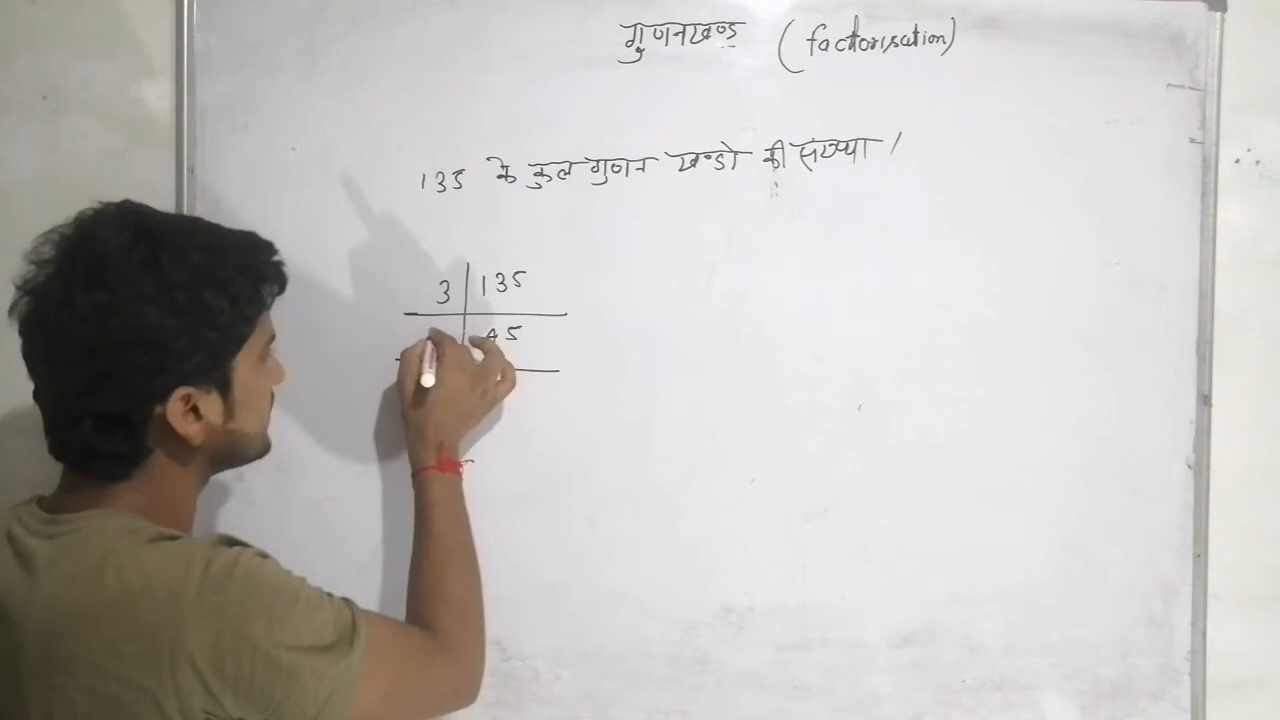 गुणनखण्ड (factorisation)
135 के कुल गुणन खण्डो की संख्या /
3 | 135
45